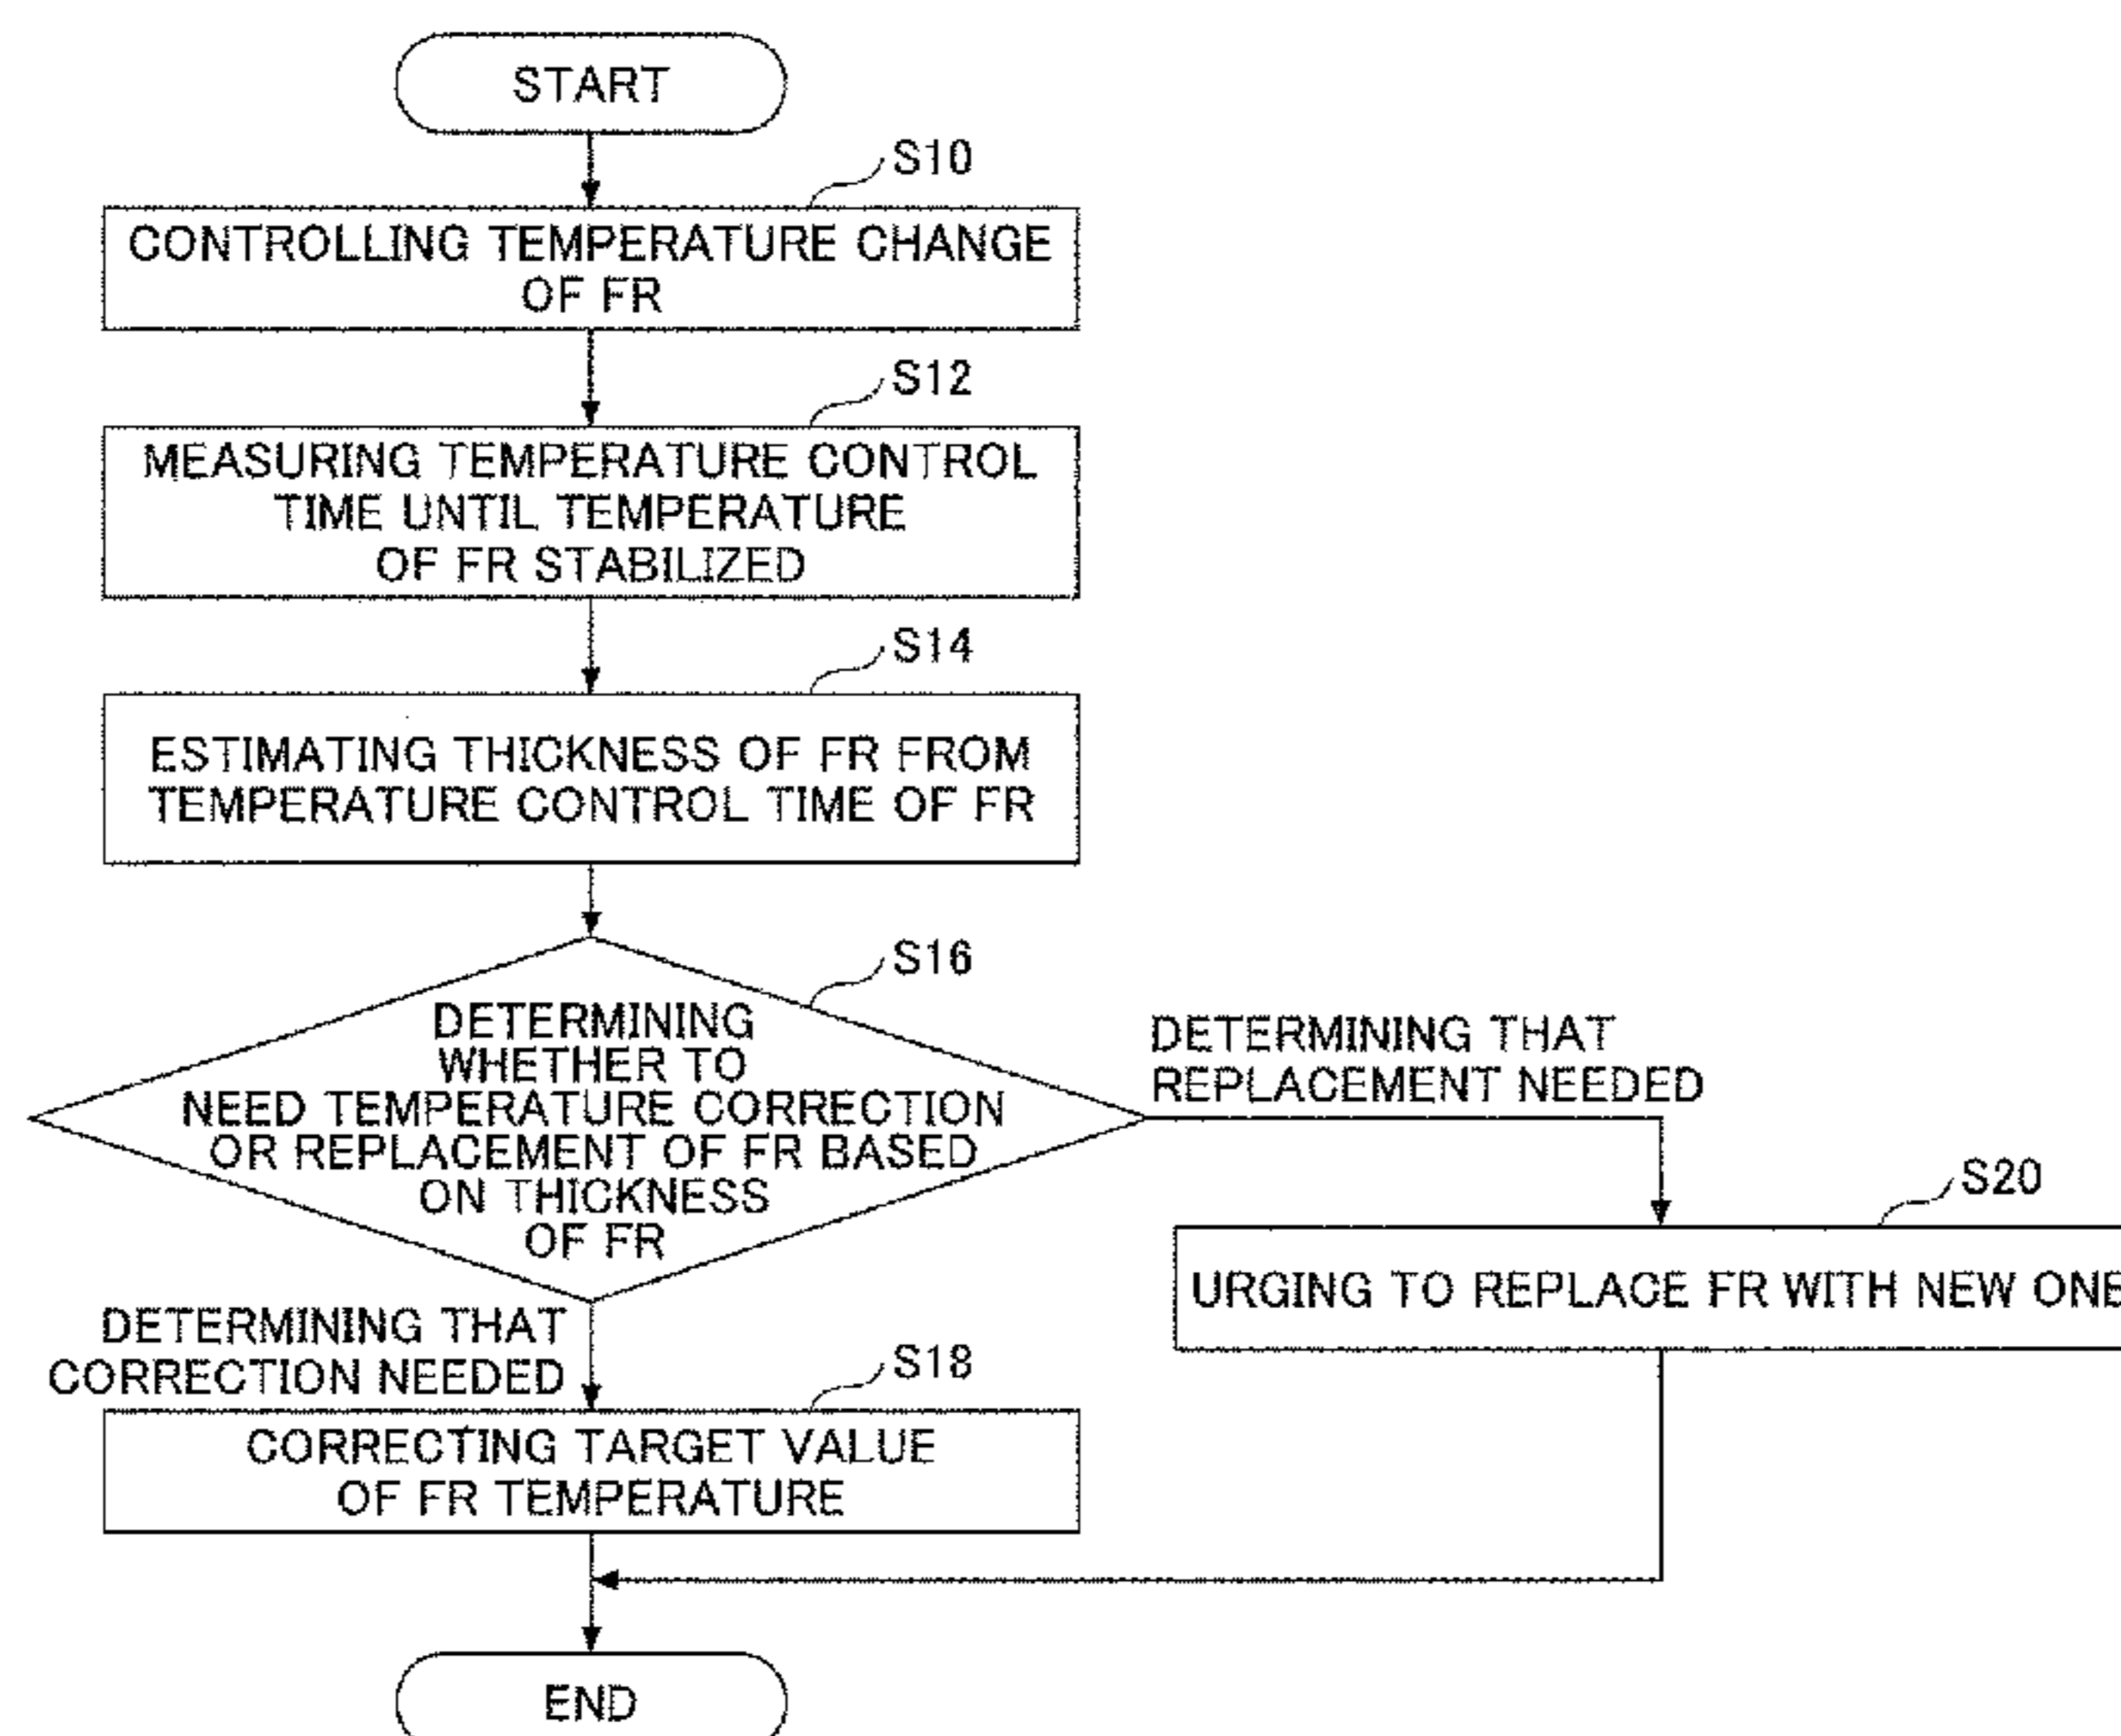 START
S10
CONTROLLING TEMPERATURE CHANGE
OF FR
S12
MEASURING TEMPERATURE CONTROL
TIME UNTIL TEMPERATURE
OF FR STABILIZED
S14
ESTIMATING THICKNESS OF FR FROM
TEMPERATURE CONTROL TIME OF FR
S16
DETERMINING
WHETHER TO
NEED TEMPERATURE CORRECTION
OR REPLACEMENT OF FR BASED
ON THICKNESS
OF FR
DETERMINING THAT
REPLACEMENT NEEDED
S20
URGING TO REPLACE FR WITH NEW ONE
DETERMINING THAT
CORRECTION NEEDED
S18
CORRECTING TARGET VALUE
OF FR TEMPERATURE
END